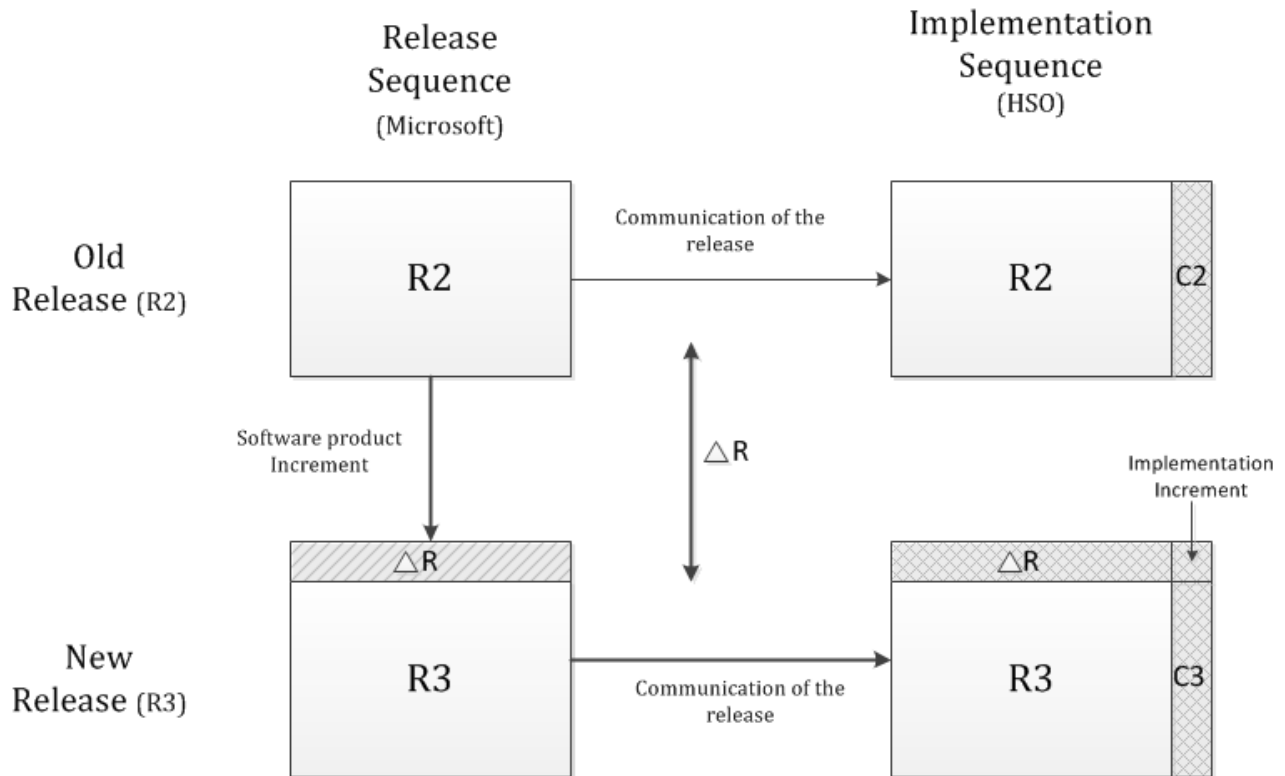 Release
Sequence
(Microsoft)
Implementation
Sequence
(HSO)
Old
Release (R2)
R2
Communication of the
release
R2
C2
Software product
Increment
△R
Implementation
Increment
△R
△R
New
Release (R3)
R3
Communication of the
release
R3
C3